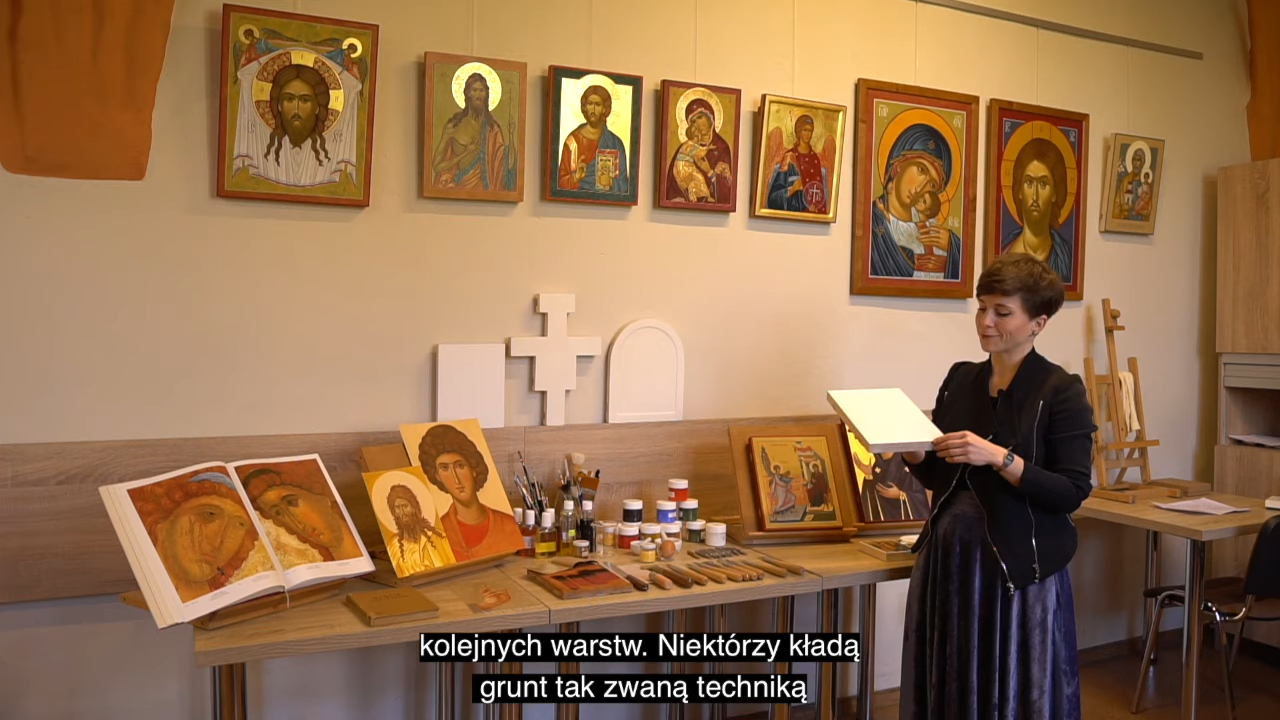 kolejnych warstw. Niektórzy kładą
grunt tak zwaną techniką